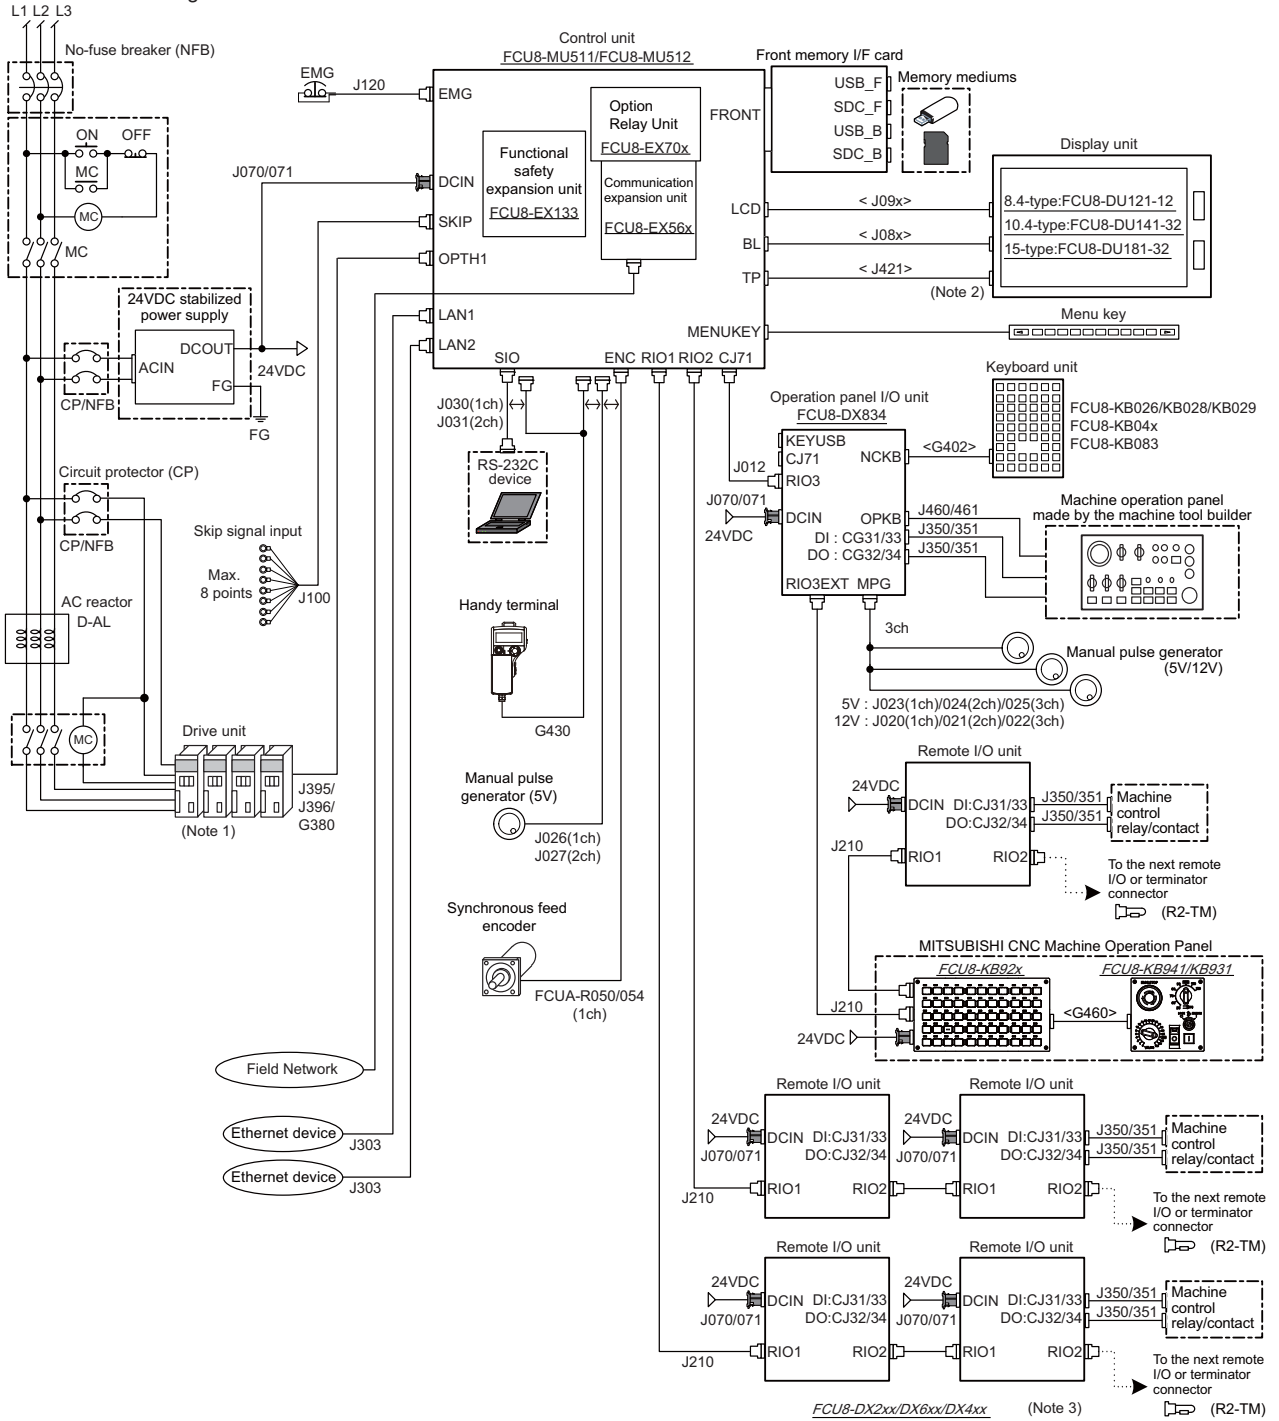 L1 L2 L3
No-fuse breaker (NFB)
ON OFF
MC
MC
MC
24VDC stabilized
power supply
DCOUT
ACIN
FG
24VDC
FG
CP/NFB
Circuit protector (CP)
CP/NFB
AC reactor
D-AL
MC
Drive unit
(Note 1)
J395/
J396/
G380
Skip signal input
Max.
8 points
J100
EMG
J120
J070/071
Control unit
FCU8-MU511/FCU8-MU512
EMG
DCIN
SKIP
OPTH1
LAN1
LAN2
Functional
safety
expansion unit
FCU8-EX133
Option
Relay Unit
FCU8-EX70x
Communication
expansion unit
FCU8-EX56x
FRONT
LCD
BL
TP
MENUKEY
SIO
ENC RIO1 RIO2 CJ71
Front memory I/F card
USB_F
SDC_F
USB_B
SDC_B
Memory mediums
Display unit
8.4-type:FCU8-DU121-12
10.4-type:FCU8-DU141-32
15-type:FCU8-DU181-32
< J09x>
< J08x>
< J421>
(Note 2)
Menu key
Keyboard unit
FCU8-KB026/KB028/KB029
FCU8-KB04x
FCU8-KB083
<G402>
Operation panel I/O unit
FCU8-DX834
KEYUSB
CJ71
RIO3
DCIN
NCKB
OPKB
DI : CG31/33
DO : CG32/34
RIO3EXT MPG
J012
J070/071
24VDC
J460/461
J350/351
J350/351
Machine operation panel
made by the machine tool builder
3ch
Manual pulse generator
(5V/12V)
5V : J023(1ch)/024(2ch)/025(3ch)
12V : J020(1ch)/021(2ch)/022(3ch)
J030(1ch)
J031(2ch)
RS-232C
device
Handy terminal
G430
Manual pulse
generator (5V)
J026(1ch)
J027(2ch)
Synchronous feed
encoder
FCUA-R050/054
(1ch)
Field Network
Ethernet device
J303
Ethernet device
J303
Remote I/O unit
24VDC
DCIN DI:CJ31/33
DO:CJ32/34
RIO1 RIO2
J210
J350/351
J350/351
Machine
control
relay/contact
To the next remote
I/O or terminator
connector
(R2-TM)
MITSUBISHI CNC Machine Operation Panel
FCU8-KB92x
FCU8-KB941/KB931
J210
24VDC
<G460>
Remote I/O unit
Remote I/O unit
24VDC
J070/071
DCIN DI:CJ31/33
DO:CJ32/34
RIO1 RIO2
24VDC
J070/071
DCIN DI:CJ31/33
DO:CJ32/34
RIO1 RIO2
J210
J350/351
J350/351
Machine
control
relay/contact
To the next remote
I/O or terminator
connector
(R2-TM)
Remote I/O unit
Remote I/O unit
24VDC
J070/071
DCIN DI:CJ31/33
DO:CJ32/34
RIO1 RIO2
24VDC
J070/071
DCIN DI:CJ31/33
DO:CJ32/34
RIO1 RIO2
J210
J350/351
J350/351
Machine
control
relay/contact
To the next remote
I/O or terminator
connector
(R2-TM)
FCU8-DX2xx/DX6xx/DX4xx
(Note 3)